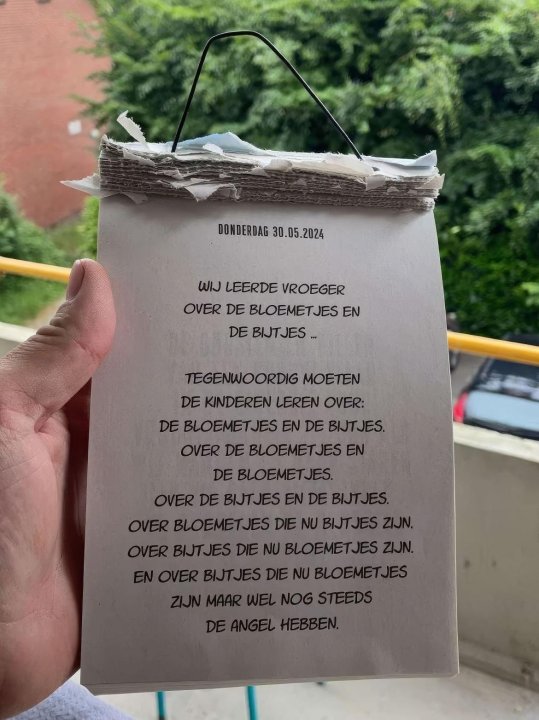 DONDERDAG 30.05.2024
WIJ LEERDE VROEGER
OVER DE BLOEMETJES EN
DE BIJTJES ...
TEGENWOORDIG MOETEN
DE KINDEREN LEREN OVER:
DE BLOEMETJES EN DE BIJTJES.
OVER DE BLOEMETJES EN
DE BLOEMETJES.
OVER DE BIJTJES EN DE BIJTJES.
OVER BLOEMETJES DIE NU BIJTJES ZIJN.
OVER BIJTJES DIE NU BLOEMETJES ZIJN.
EN OVER BIJTJES DIE NU BLOEMETJES
ZIJN MAAR WEL NOG STEEDS
DE ANGEL HEBBEN.